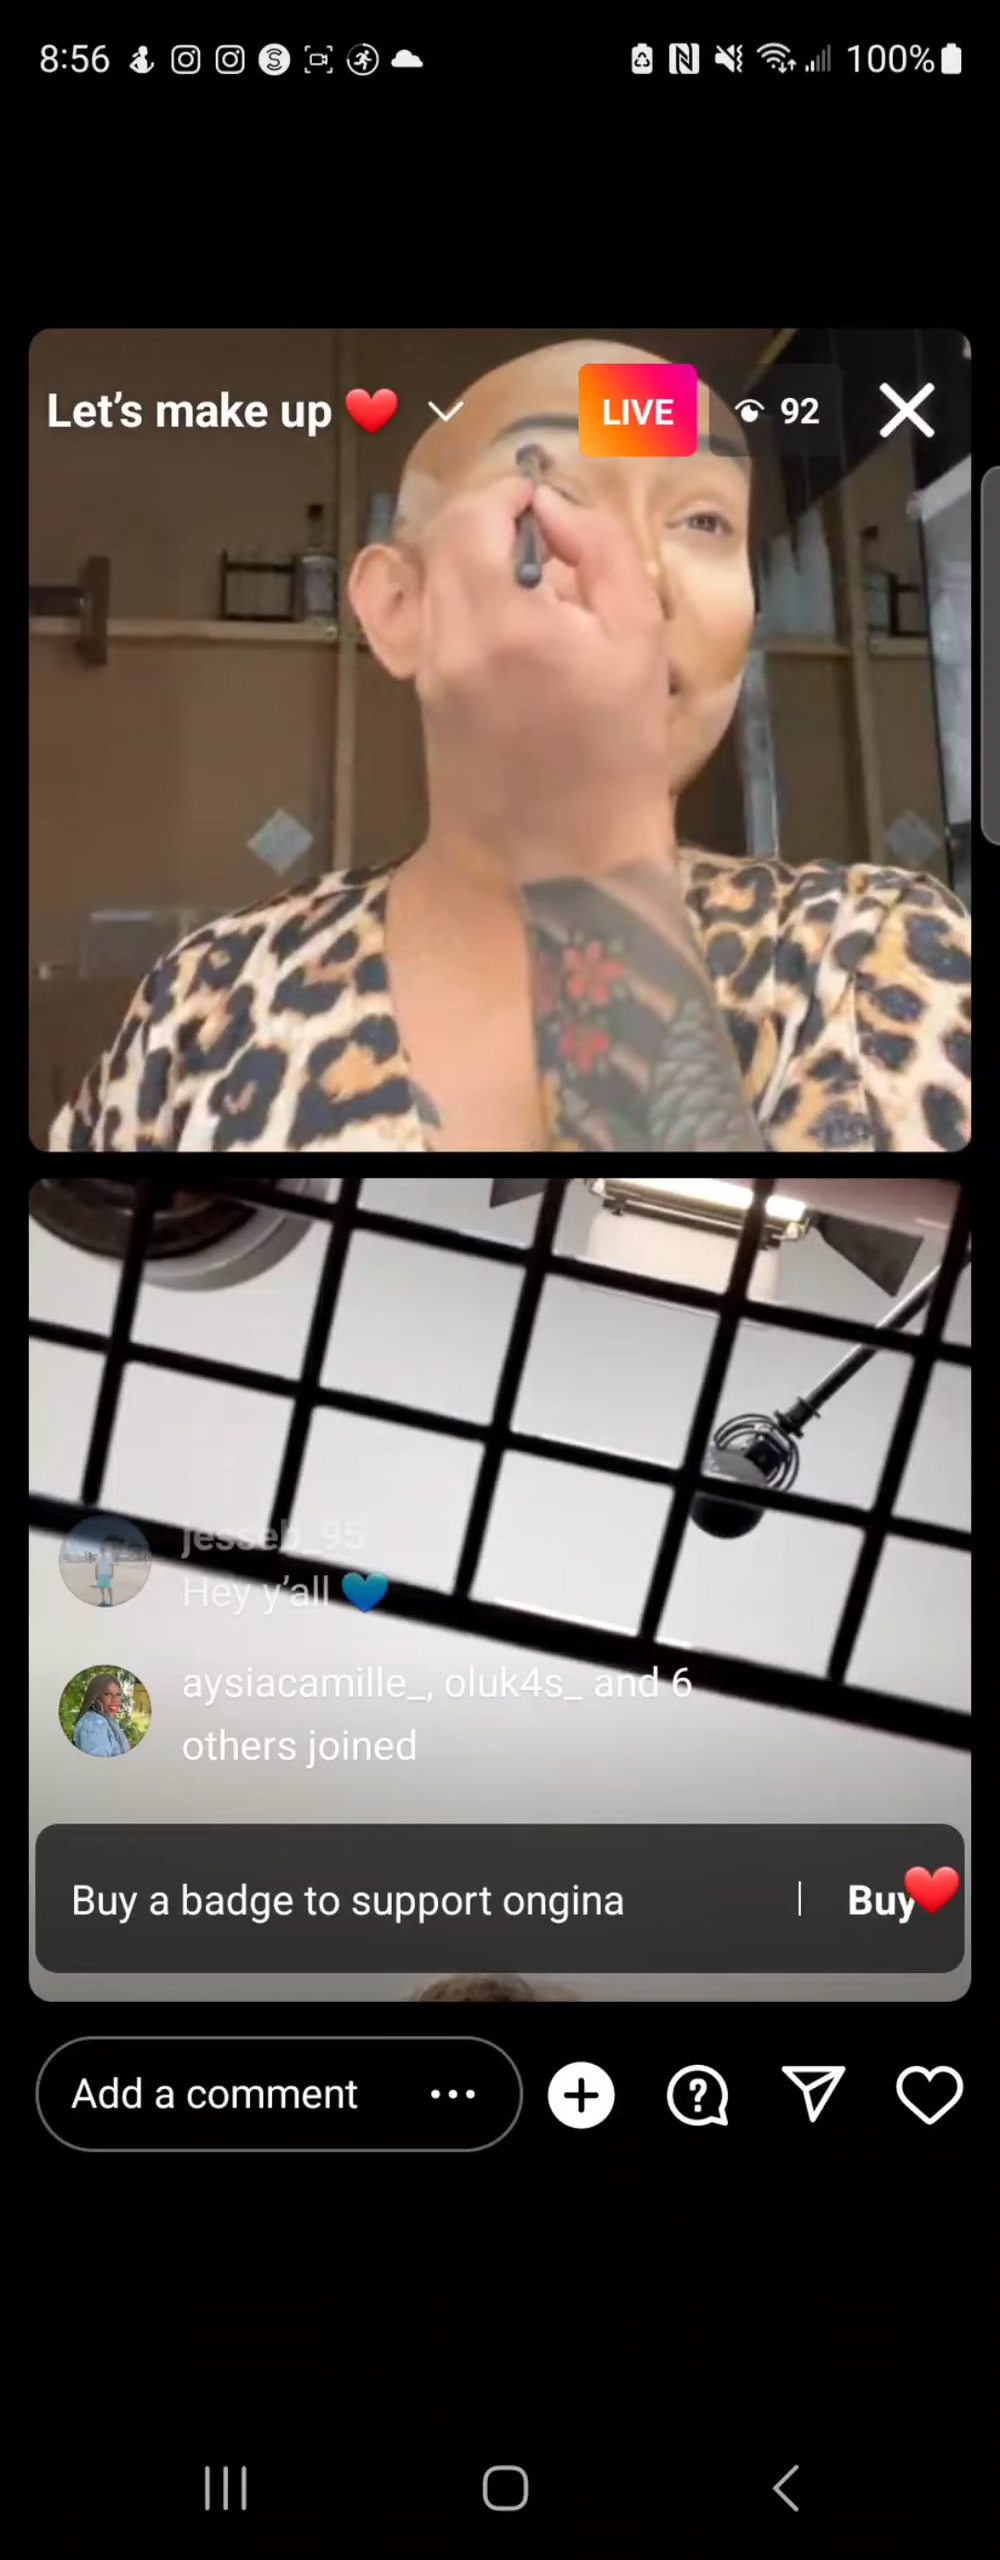 8:56
100%
Let's make up ❤️
LIVE
92
jesseb_95
Hey y'all 💙
aysiacamille_, oluk4s_ and 6
others joined
Buy a badge to support ongina | Buy
Add a comment